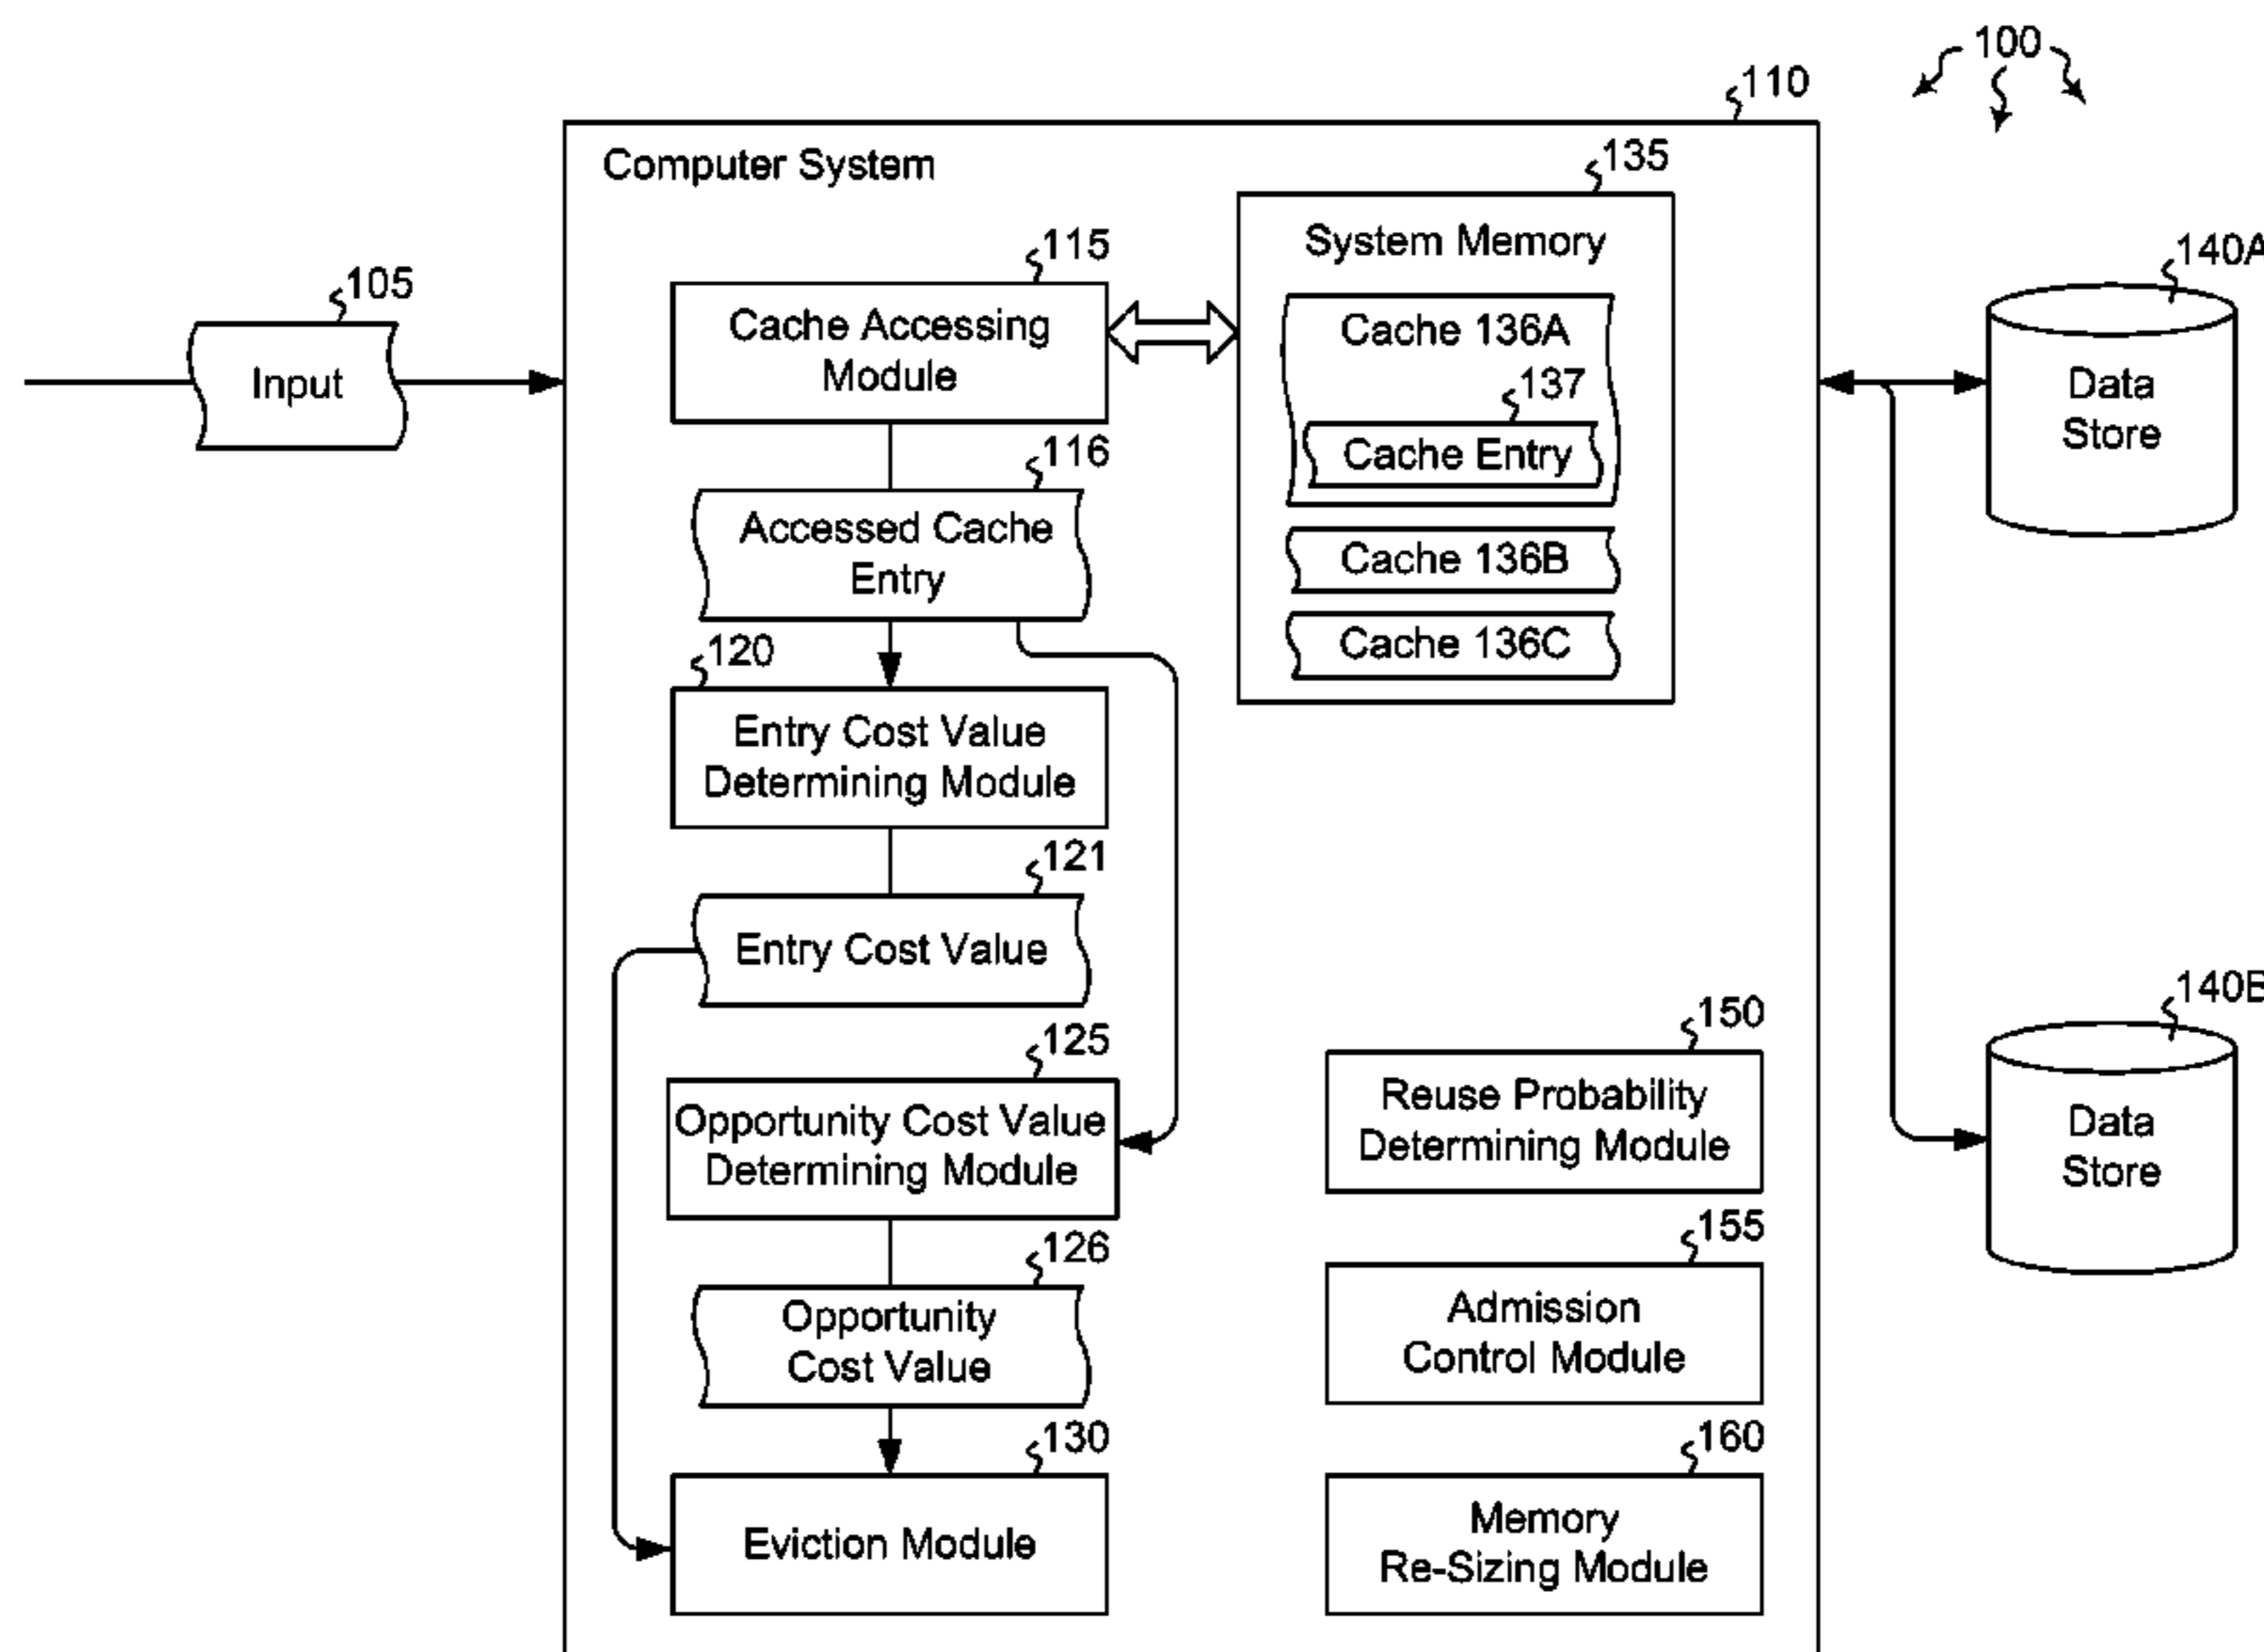 100
110
Computer System
135
System Memory
115
105
Cache Accessing
Module
Cache 136A
140A
Input
137
Data
Store
Cache Entry
116
Accessed Cache
Entry
Cache 136B
Cache 136C
120
Entry Cost Value
Determining Module
121
Entry Cost Value
140B
150
125
Reuse Probability
Determining Module
Data
Store
Opportunity Cost Value
Determining Module
155
126
Admission
Control Module
Opportunity
Cost Value
160
130
Memory
Re-Sizing Module
Eviction Module